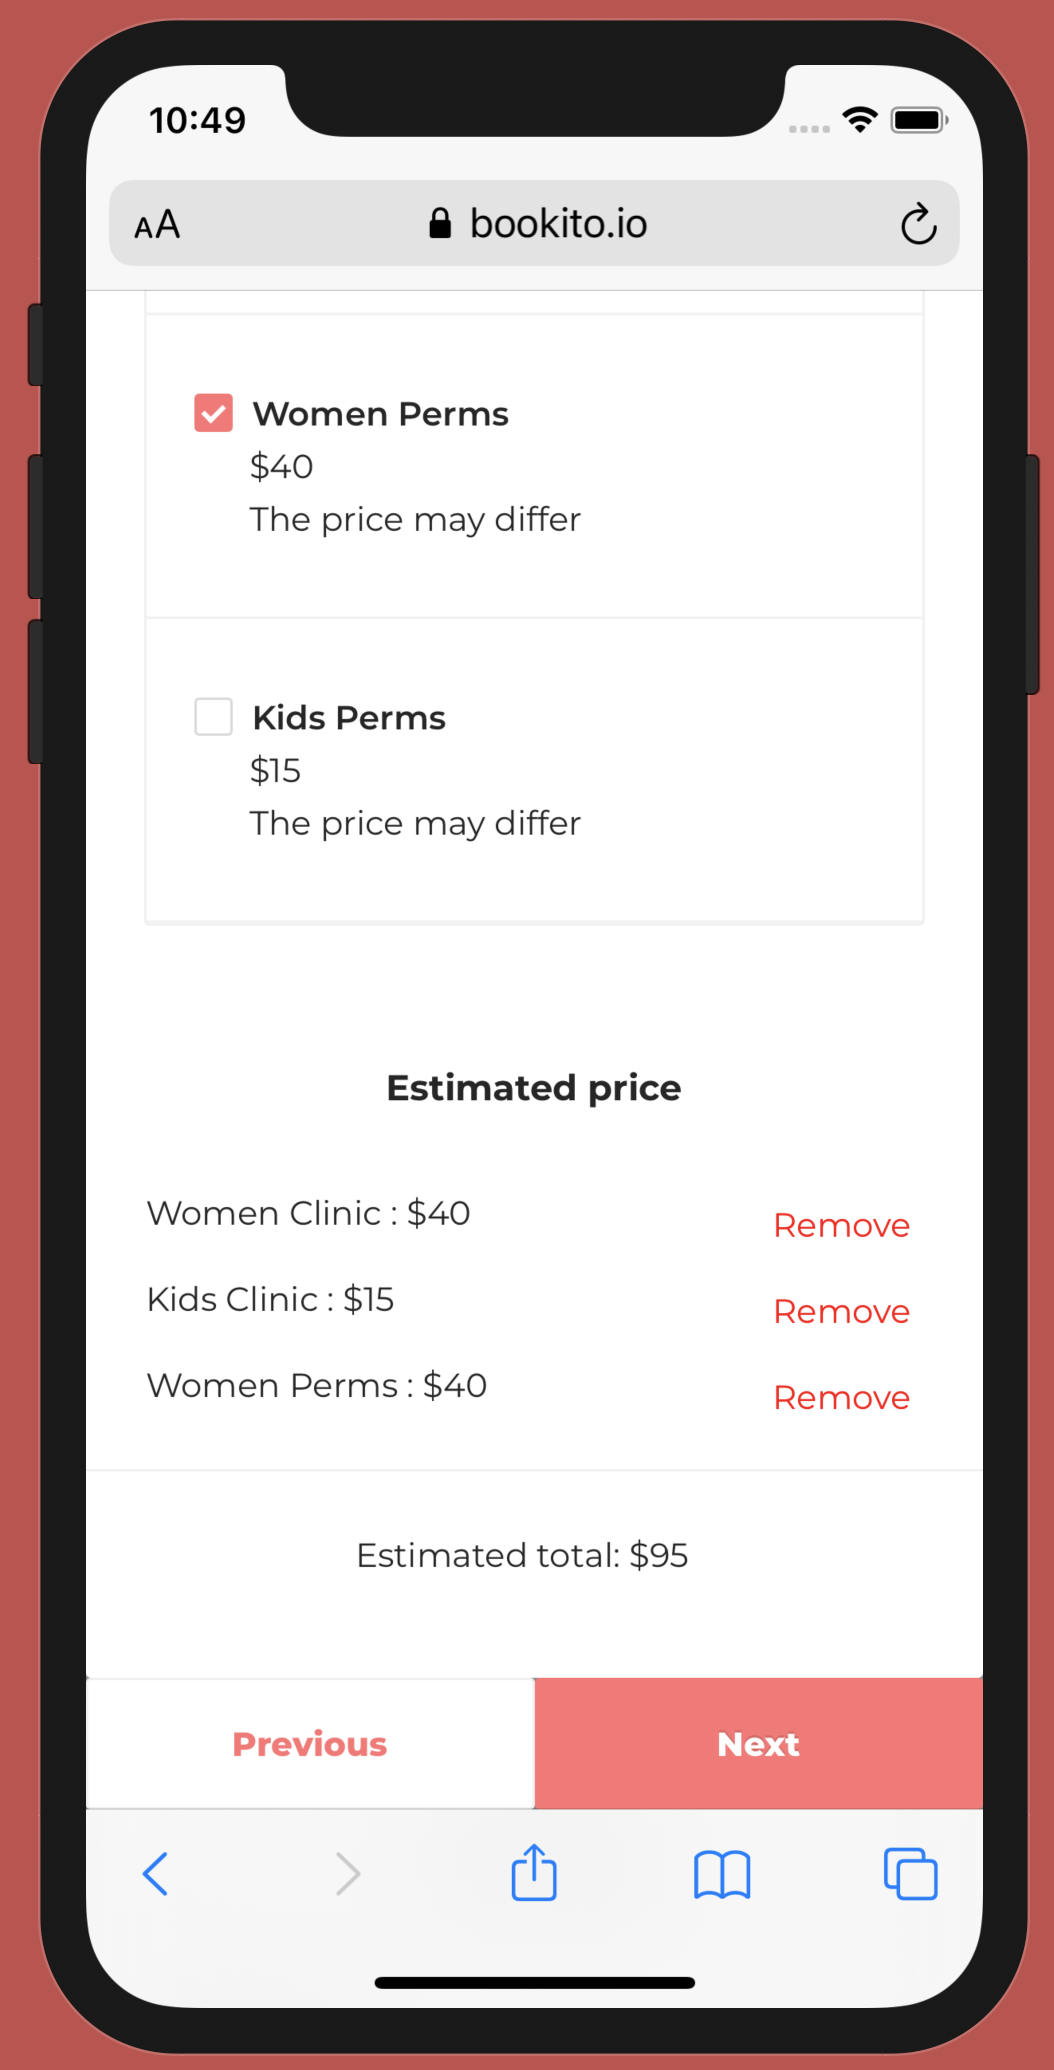 10:49
AA bookito.io
Women Perms
$40
The price may differ
Kids Perms
$15
The price may differ
Estimated price
Women Clinic : $40 Remove
Kids Clinic : $15 Remove
Women Perms : $40 Remove
Estimated total: $95
Previous Next